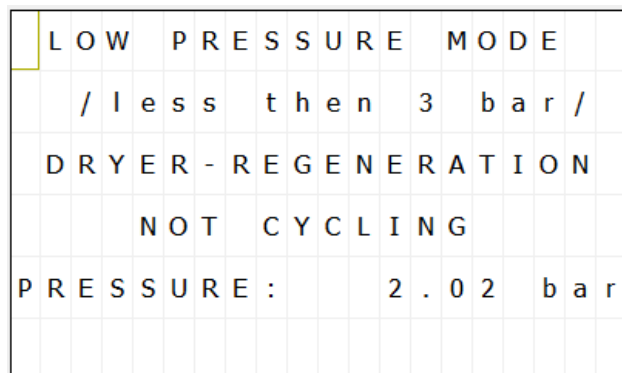 LOW PRESSURE MODE
/less then 3 bar/
DRYER-REGENERATION
NOT CYCLING
PRESSURE: 2.02 bar